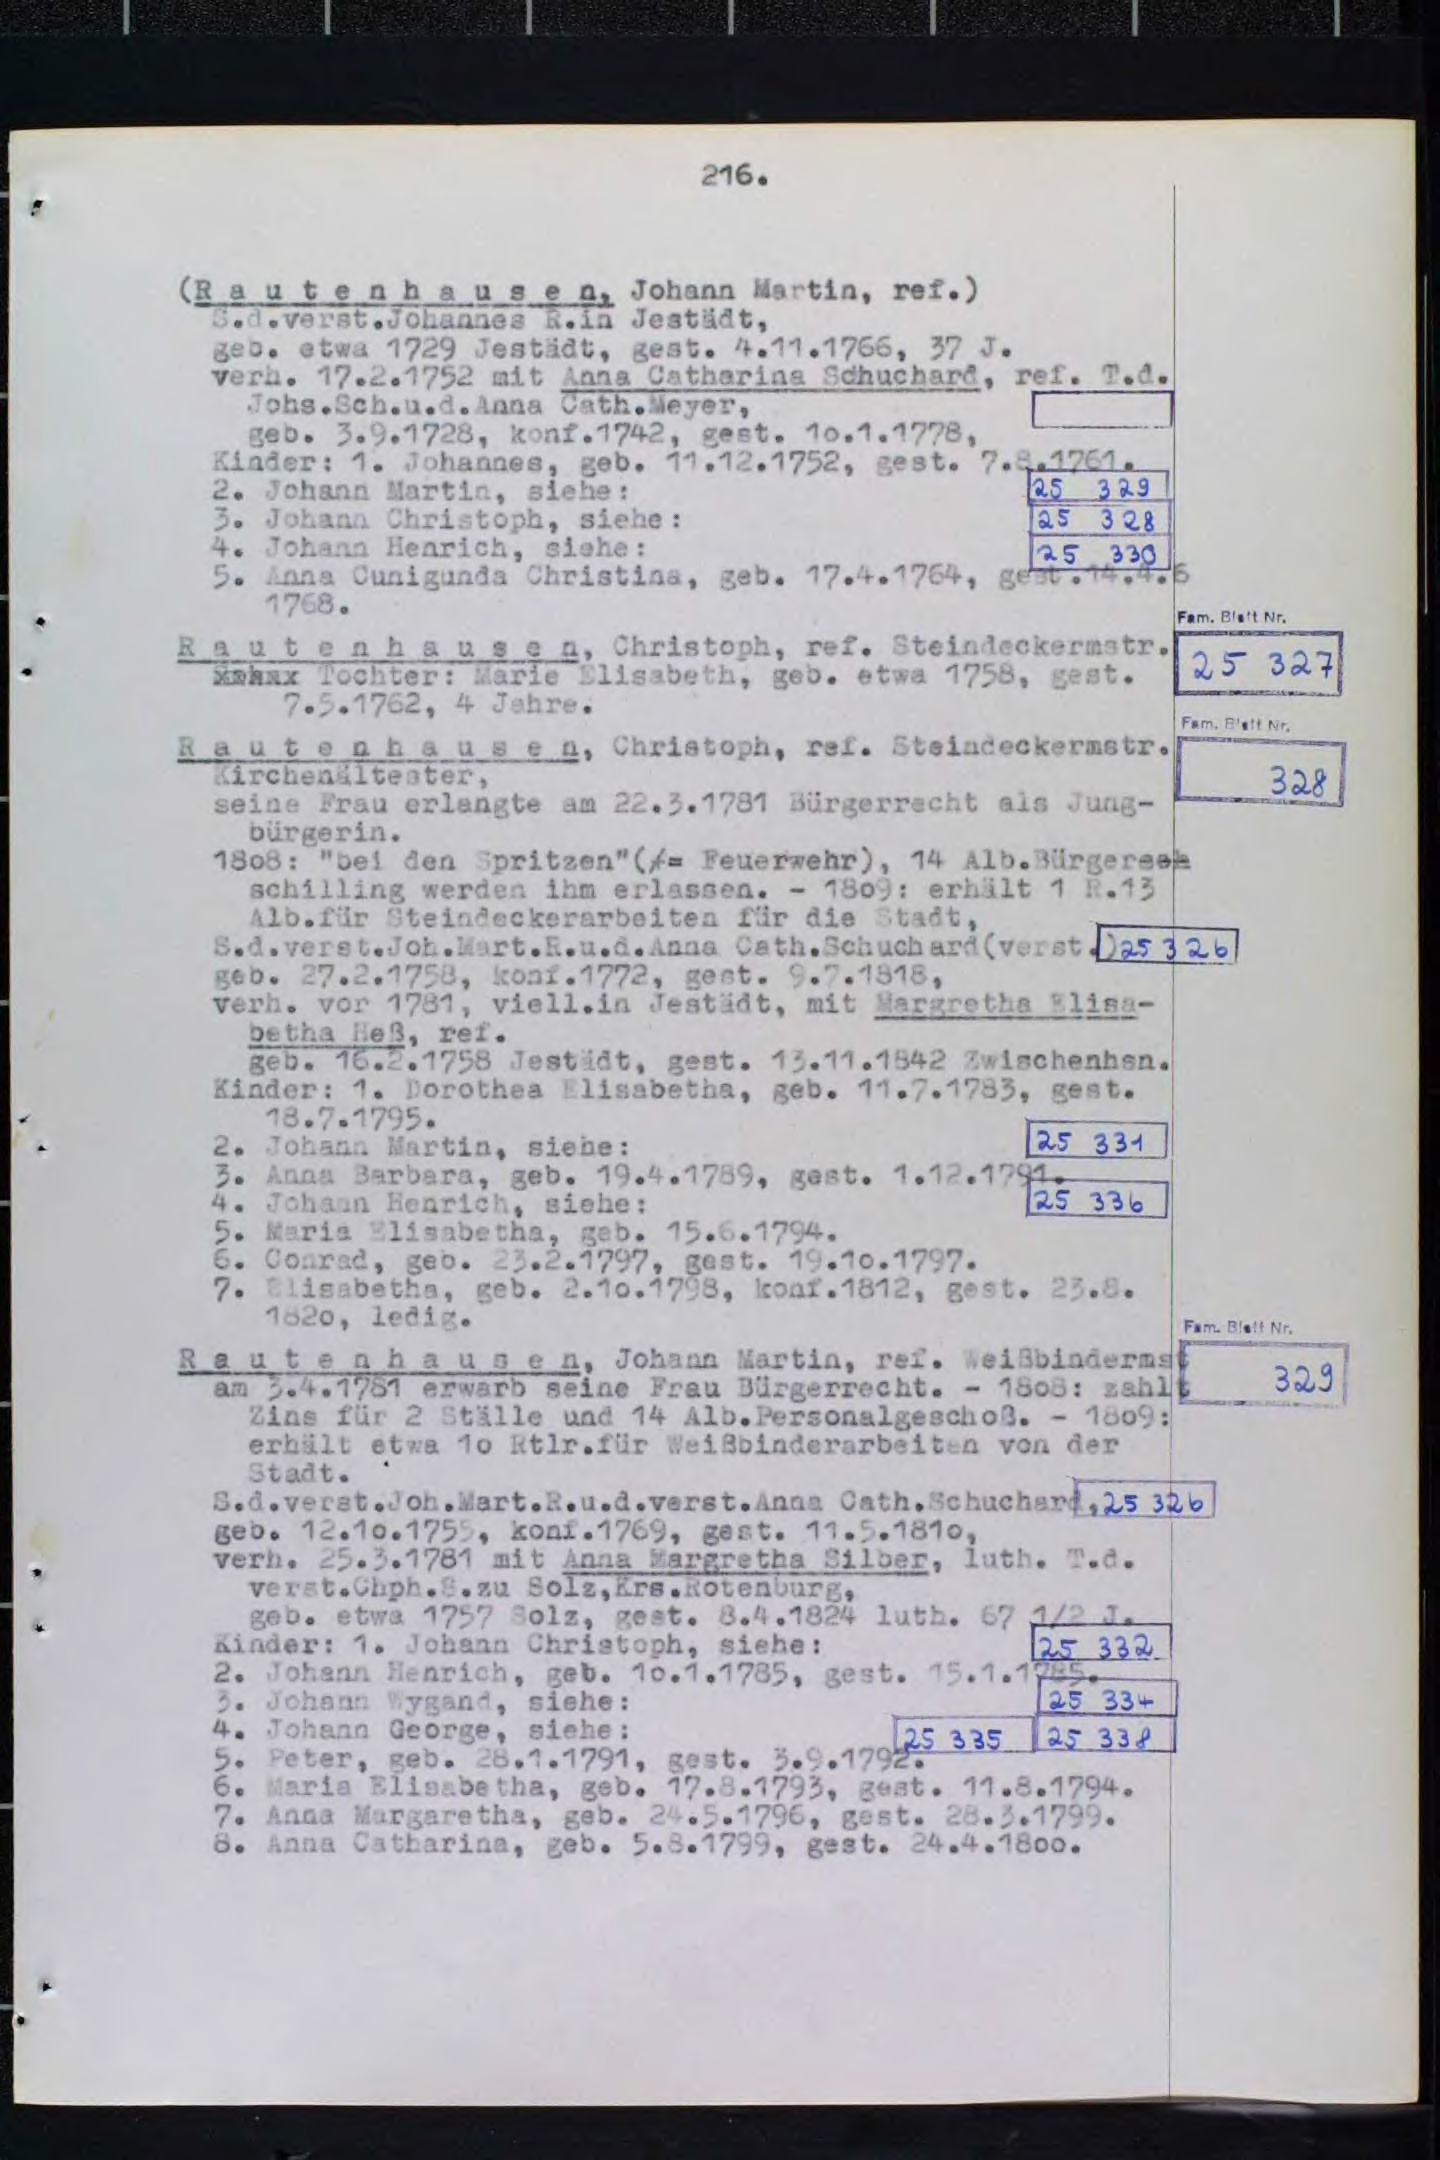 216.
(R a u t e n h a u s e n, Johann Martin, ref.)
S.d.verst.Johannes R.in Jestädt,
geb. etwa 1729 Jestädt, gest. 4.11.1766, 37 J.
verh. 17.2.1752 mit Anna Catharina Schuchard, ref. T.d.
Johs.Sch.u.d.Anna Cath.Meyer,
geb. 3.9.1728, konf.1742, gest. 1o.1.1778,
Kinder: 1. Johannes, geb. 11.12.1752, gest. 7.8.1761.
2. Johann Martin, siehe: 25 329
3. Johann Christoph, siehe: 25 328
4. Johann Henrich, siehe: 25 330
5. Anna Cunigunda Christina, geb. 17.4.1764, gest.14.4.6
1768.
Fam. Blatt Nr.
R a u t e n h a u s e n, Christoph, ref. Steindeckermstr. 25 327
Tochter: Marie Elisabeth, geb. etwa 1758, gest.
7.5.1762, 4 Jahre.
Fam. Blatt Nr.
R a u t e n h a u s e n, Christoph, ref. Steindeckermstr. 328
Kirchenältester,
seine Frau erlangte am 22.3.1781 Bürgerrecht als Jung-
bürgerin.
18o8: "bei den Spritzen"(≠= Feuerwehr), 14 Alb.Bürgersch
schilling werden ihm erlassen. - 18o9: erhält 1 R.13
Alb.für Steindeckerarbeiten für die Stadt,
S.d.verst.Joh.Mart.R.u.d.Anna Cath.Schuchard(verst.) 25 326
geb. 27.2.1758, konf.1772, gest. 9.7.1818,
verh. vor 1781, viell.in Jestädt, mit Margretha Elisa-
betha Heß, ref.
geb. 16.2.1758 Jestädt, gest. 13.11.1842 Zwischenhsn.
Kinder: 1. Dorothea Elisabetha, geb. 11.7.1783, gest.
18.7.1795.
2. Johann Martin, siehe: 25 331
3. Anna Barbara, geb. 19.4.1789, gest. 1.12.1791.
4. Johann Henrich, siehe: 25 336
5. Maria Elisabetha, geb. 15.6.1794.
6. Conrad, geb. 23.2.1797, gest. 19.1o.1797.
7. Elisabetha, geb. 2.1o.1798, konf.1812, gest. 23.8.
182o, ledig.
Fam. Blatt Nr.
R a u t e n h a u s e n, Johann Martin, ref. Weißbindermst 329
am 3.4.1781 erwarb seine Frau Bürgerrecht. - 18o8: zahlt
Zins für 2 Ställe und 14 Alb.Personalgeschoß. - 18o9:
erhält etwa 1o Rtlr.für Weißbinderarbeiten von der
Stadt.
S.d.verst.Joh.Mart.R.u.d.verst.Anna Cath.Schuchard, 25 326
geb. 12.1o.1755, konf.1769, gest. 11.5.181o,
verh. 25.3.1781 mit Anna Margretha Silber, luth. T.d.
verst.Chph.S.zu Solz,Krs.Rotenburg,
geb. etwa 1757 Solz, gest. 8.4.1824 luth. 67 1/2 J.
Kinder: 1. Johann Christoph, siehe: 25 332
2. Johann Henrich, geb. 1o.1.1785, gest. 15.1.1785.
3. Johann Wygand, siehe: 25 334
4. Johann George, siehe: 25 335 25 338
5. Peter, geb. 28.1.1791, gest. 3.9.1792.
6. Maria Elisabetha, geb. 17.8.1793, gest. 11.8.1794.
7. Anna Margaretha, geb. 24.5.1796, gest. 28.3.1799.
8. Anna Catharina, geb. 5.8.1799, gest. 24.4.18oo.